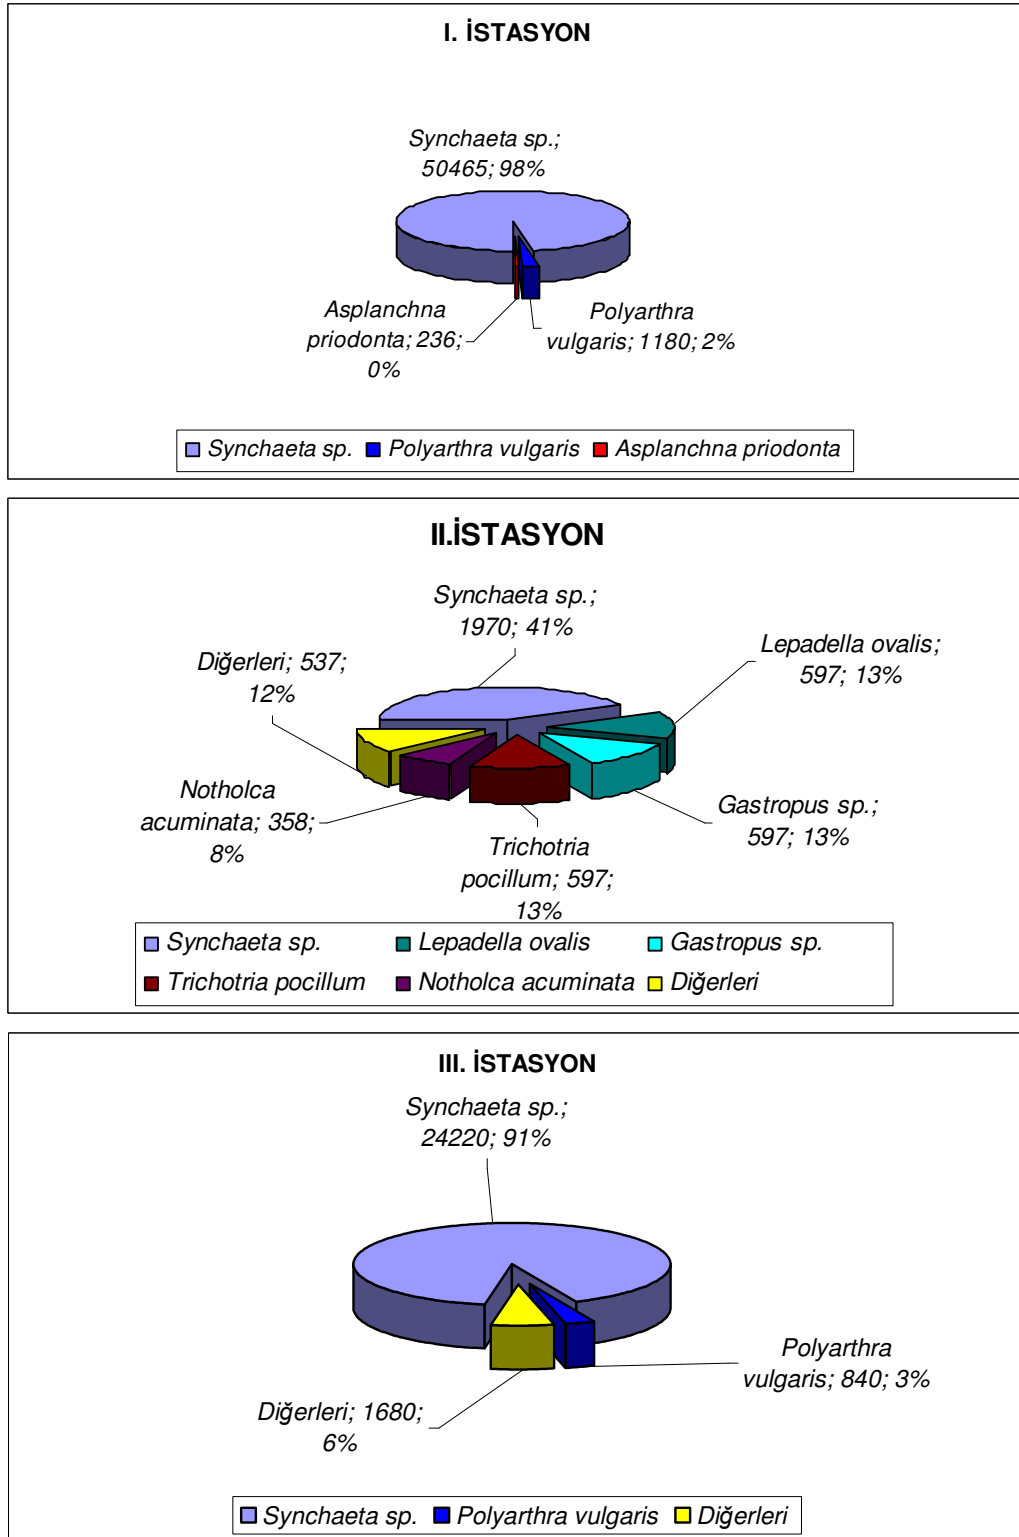 I. İSTASYON
Synchaeta sp.;
50465; 98%
Asplanchna
priodonta; 236;
0%
Polyarthra
vulgaris; 1180; 2%
Synchaeta sp. Polyarthra vulgaris Asplanchna priodonta
II.İSTASYON
Synchaeta sp.;
1970; 41%
Lepadella ovalis;
597; 13%
Diğerleri; 537;
12%
Notholca
acuminata; 358;
8%
Gastropus sp.;
597; 13%
Trichotria
pocillum; 597;
13%
Synchaeta sp. Lepadella ovalis Gastropus sp.
Trichotria pocillum Notholca acuminata Diğerleri
III. İSTASYON
Synchaeta sp.;
24220; 91%
Polyarthra
vulgaris; 840; 3%
Diğerleri; 1680;
6%
Synchaeta sp. Polyarthra vulgaris Diğerleri